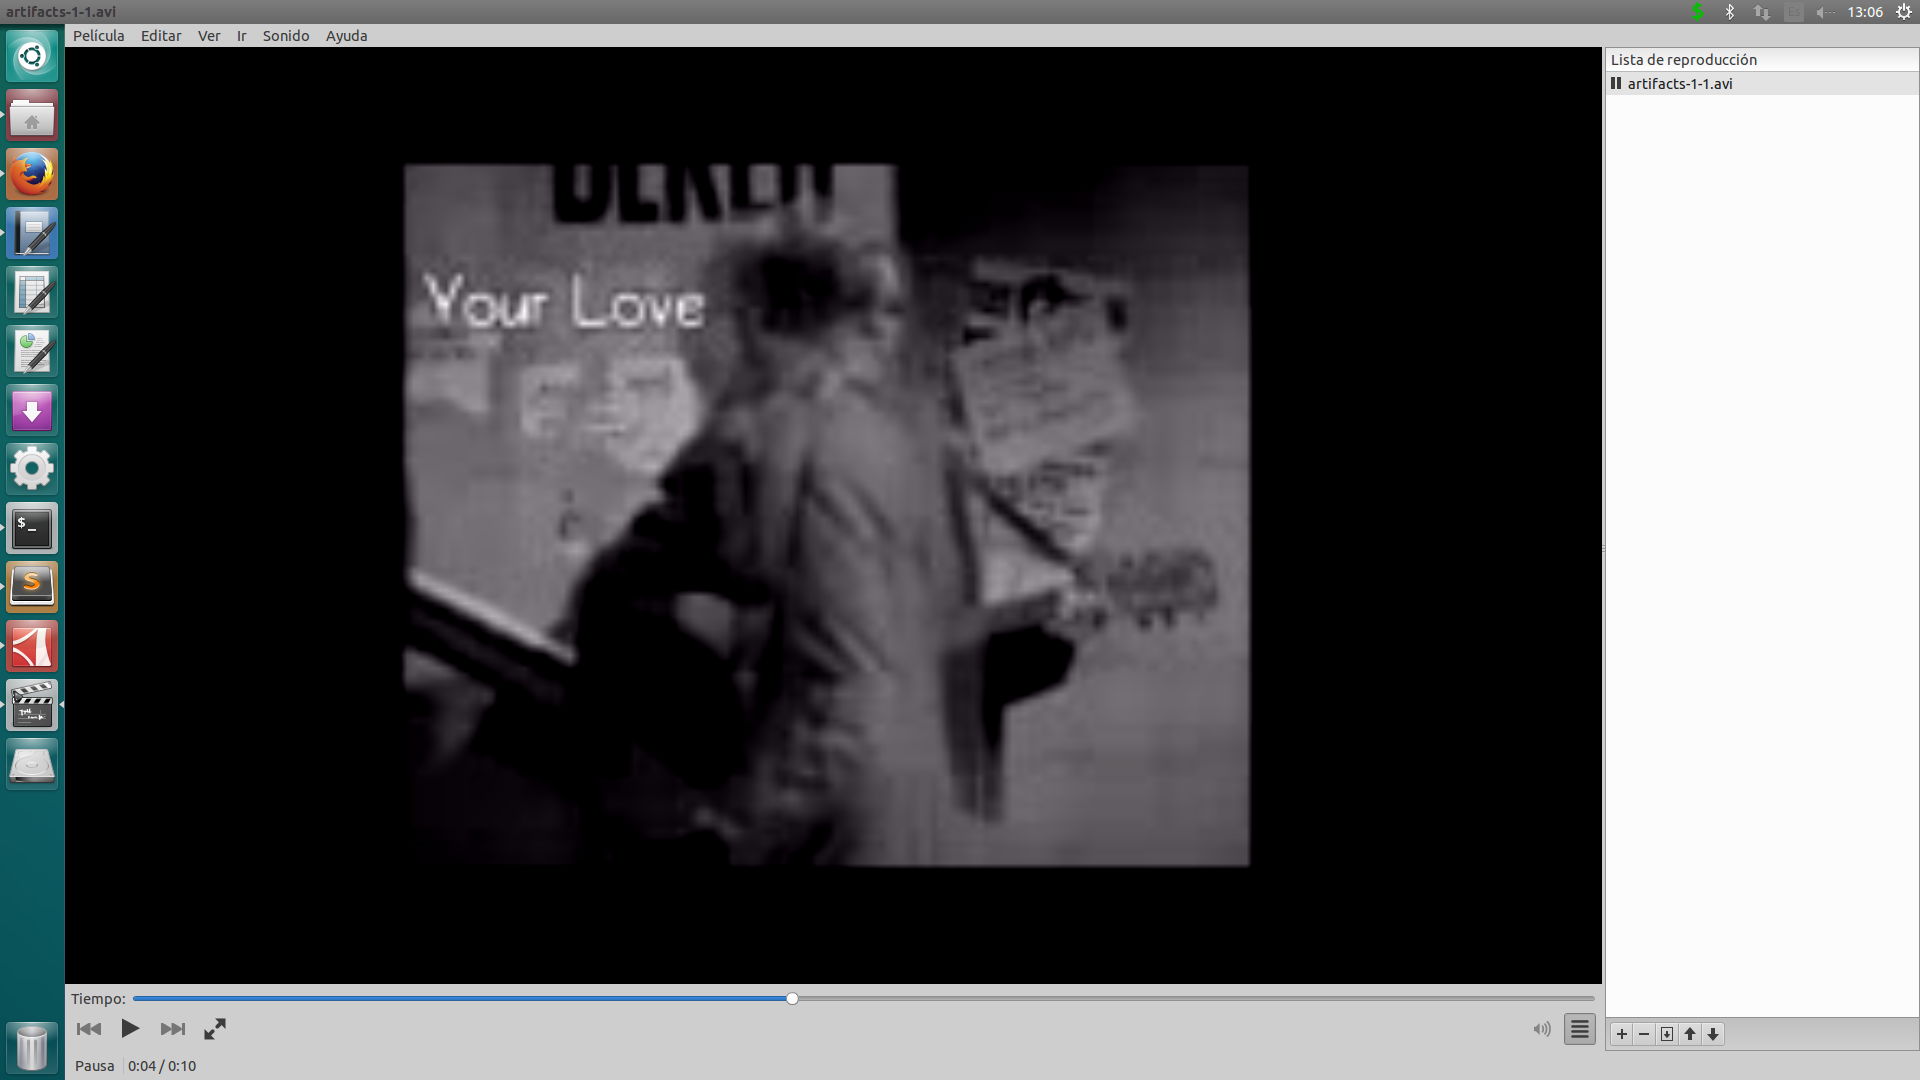 artifacts-1-1.avi
Es
13:06
Película Editar Ver Ir Sonido Ayuda
Lista de reproducción
artifacts-1-1.avi
Your Love
Tiempo:
Pausa 0:04 / 0:10